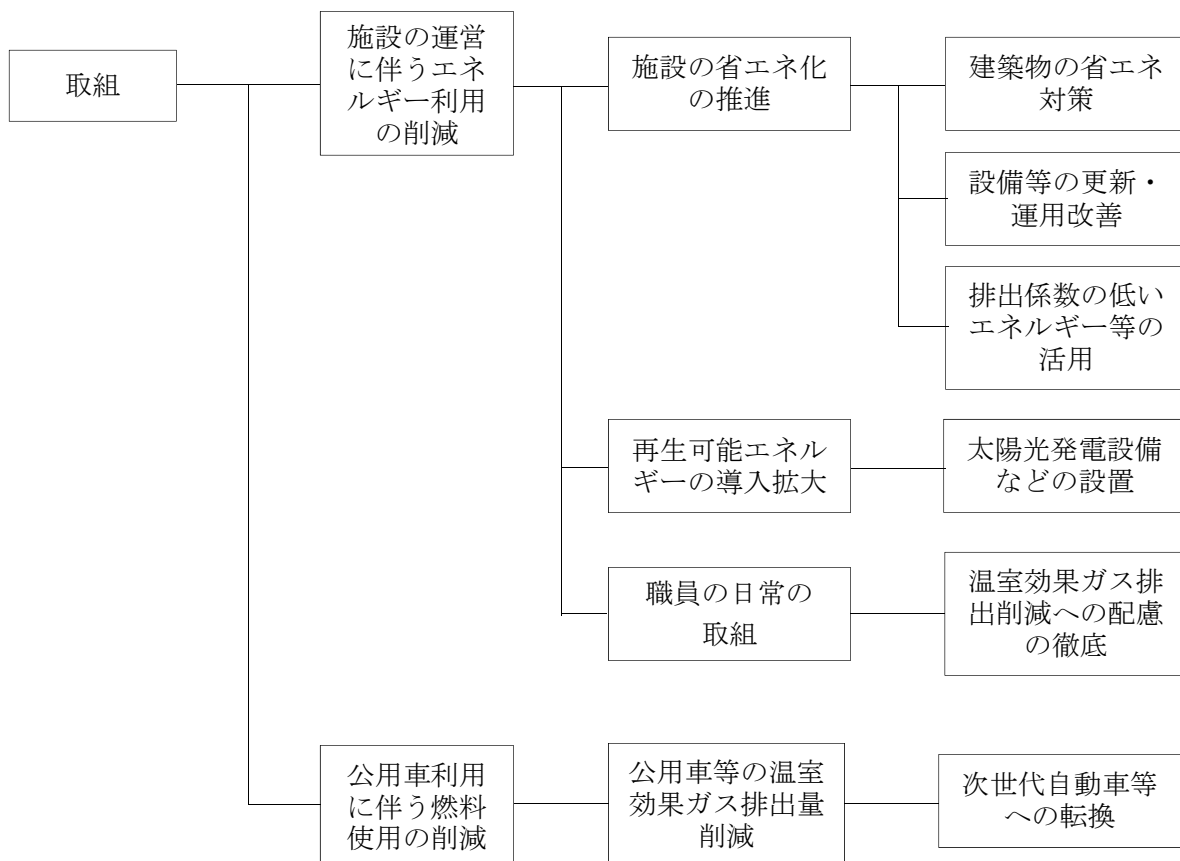 取組
施設の運営
に伴うエネ
ルギー利用
の削減
施設の省エネ化
の推進
建築物の省エネ
対策
設備等の更新・
運用改善
排出係数の低い
エネルギー等の
活用
再生可能エネル
ギーの導入拡大
太陽光発電設備
などの設置
職員の日常の
取組
温室効果ガス排
出削減への配慮
の徹底
公用車利用
に伴う燃料
使用の削減
公用車等の温室
効果ガス排出量
削減
次世代自動車等
への転換